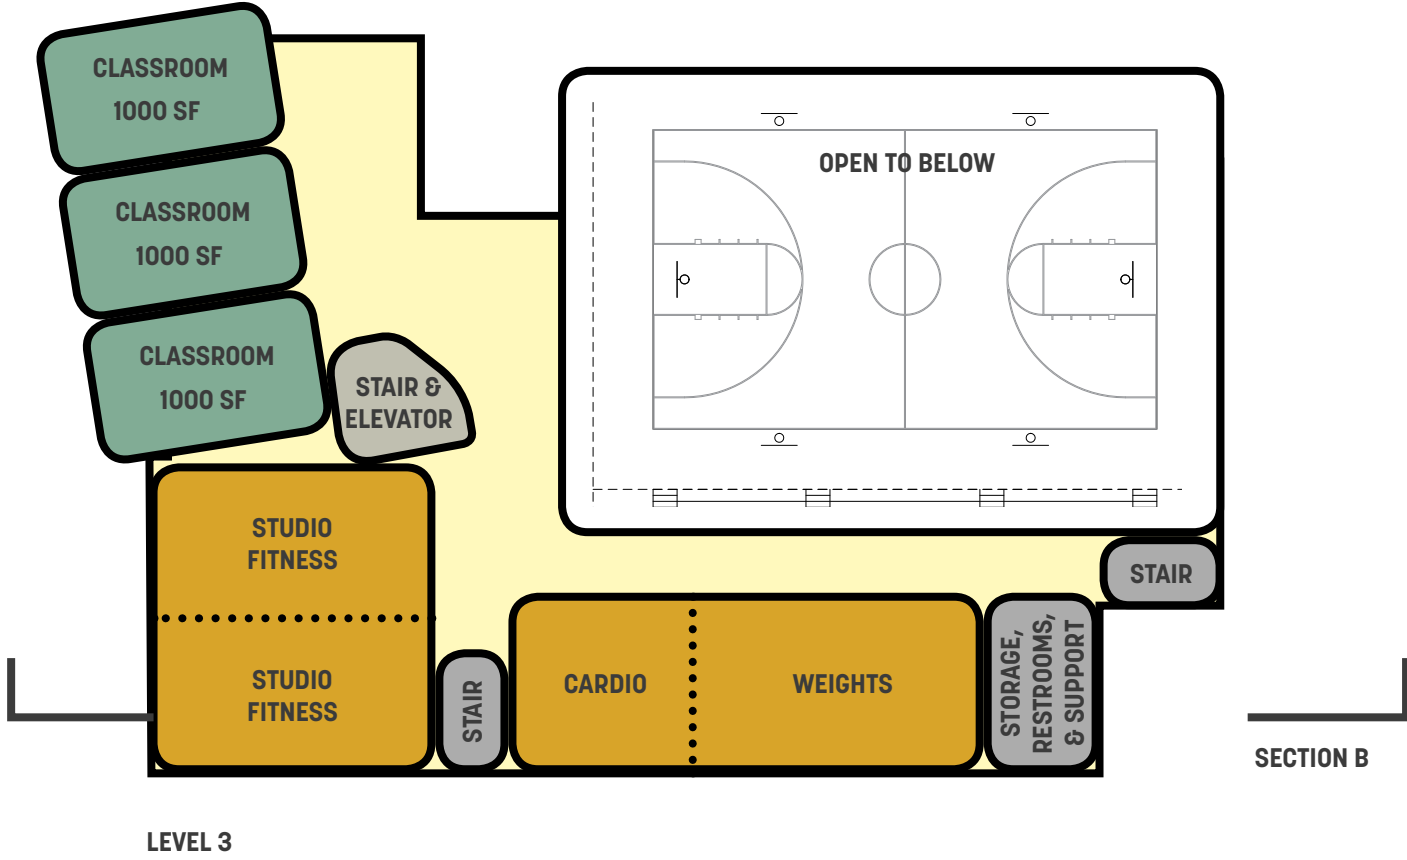 CLASSROOM
1000 SF
CLASSROOM
1000 SF
CLASSROOM
1000 SF
OPEN TO BELOW
STAIR &
ELEVATOR
STUDIO
FITNESS
STUDIO
FITNESS
STAIR
CARDIO
WEIGHTS
STORAGE,
RESTROOMS,
& SUPPORT
STAIR
SECTION B
LEVEL 3